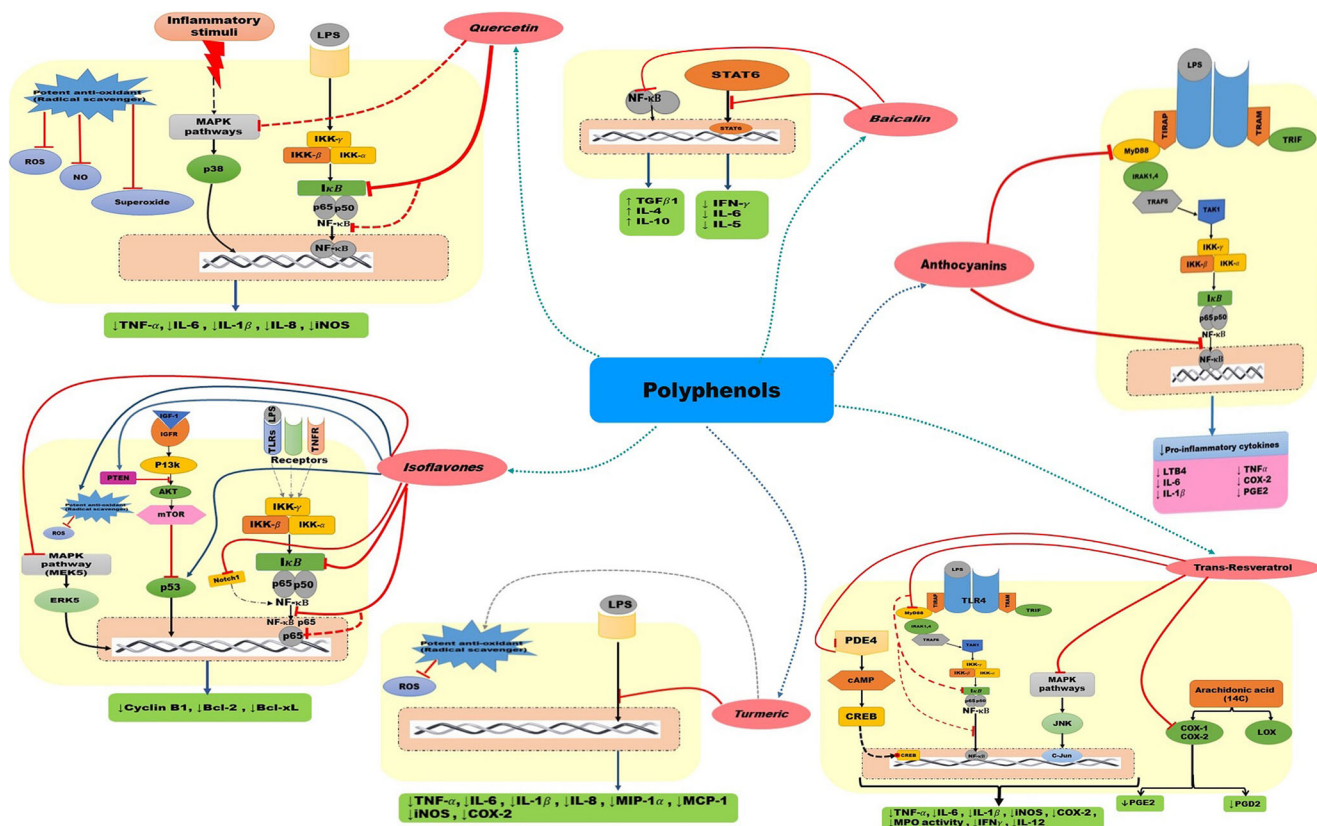 Inflammatory
stimuli
LPS
Quercetin
Potent anti-oxidant
(Radical scavenger)
MAPK
pathways
IKK-γ
IKK-β
IKK-α
ROS
NO
Superoxide
p38
IκB
p65
p50
NF-κB
NF-κB
↓TNF-α, ↓IL-6 , ↓IL-1β , ↓IL-8, ↓iNOS
STAT6
NF-κB
STAT6
Baicalin
↑ TGFβ1
↑ IL-4
↑ IL-10
↓ IFN-γ
↓ IL-6
↓ IL-5
LPS
TIRAP
TRAM
MyD88
TRIF
IRAK1,4
TRAF6
TAK1
Anthocyanins
IKK-γ
IKK-β
IKK-α
IκB
p65
p50
NF-κB
NF-κB
↓Pro-inflammatory cytokines
↓ LTB4
↓ IL-6
↓ IL-1β
↓ TNFα
↓ COX-2
↓ PGE2
Polyphenols
IGF-1
IGFR
LPS
TLRs
TNFR
Receptors
Isoflavones
P13k
PTEN
AKT
Potent anti-oxidant
(Radical scavenger)
mTOR
ROS
IKK-γ
IKK-β
IKK-α
MAPK
pathway
(MEK5)
IκB
Notch1
p65
p50
ERK5
p53
NF-κB
NF-κB p65
p65
↓Cyclin B1, ↓Bcl-2 , ↓Bcl-xL
LPS
Potent anti-oxidant
(Radical scavenger)
ROS
Turmeric
↓TNF-α, ↓IL-6 , ↓IL-1β , ↓IL-8, ↓MIP-1α , ↓MCP-1
↓iNOS, ↓COX-2
Trans-Resveratrol
LPS
TIRAP
TLR4
TRAM
MyD88
TRIF
IRAK1,4
TRAF6
TAK1
PDE4
cAMP
CREB
IKK-γ
IKK-β
IKK-α
IκB
p65
p50
NF-κB
MAPK
pathways
JNK
Arachidonic acid
(14C)
COX-1
COX-2
LOX
CREB
NF-κB
C-Jun
↓PGE2
↓PGD2
↓TNF-α, ↓IL-6, ↓IL-1β, ↓iNOS, ↓COX-2,
↓MPO activity, ↓IFNγ, ↓IL-12